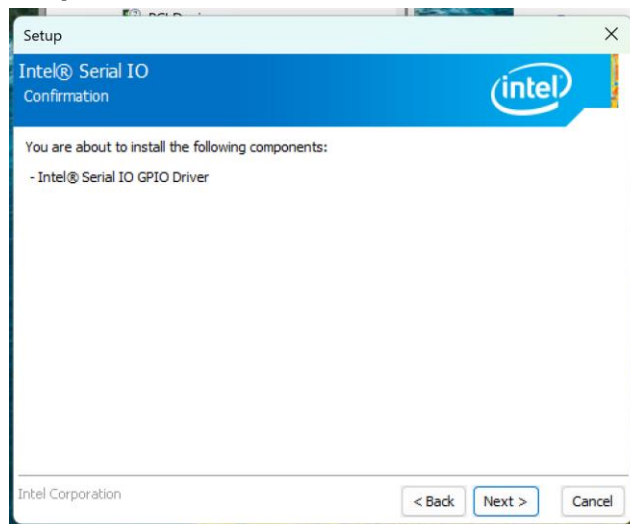 Setup
Intel® Serial IO
Confirmation
intel
You are about to install the following components:
- Intel® Serial IO GPIO Driver
Intel Corporation
< Back
Next >
Cancel